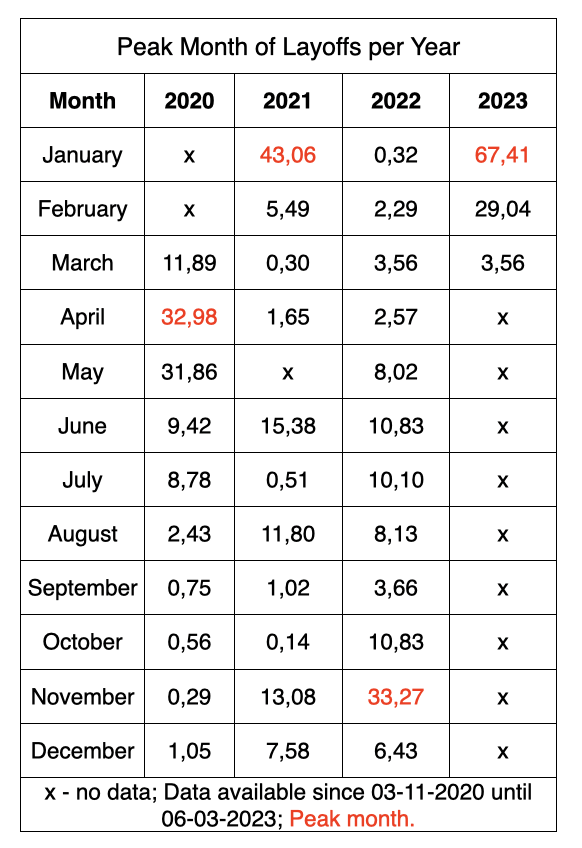 Peak Month of Layoffs per Year
Month 2020 2021 2022 2023
January x 43,06 0,32 67,41
February x 5,49 2,29 29,04
March 11,89 0,30 3,56 3,56
April 32,98 1,65 2,57 x
May 31,86 x 8,02 x
June 9,42 15,38 10,83 x
July 8,78 0,51 10,10 x
August 2,43 11,80 8,13 x
September 0,75 1,02 3,66 x
October 0,56 0,14 10,83 x
November 0,29 13,08 33,27 x
December 1,05 7,58 6,43 x
x - no data; Data available since 03-11-2020 until
06-03-2023; Peak month.